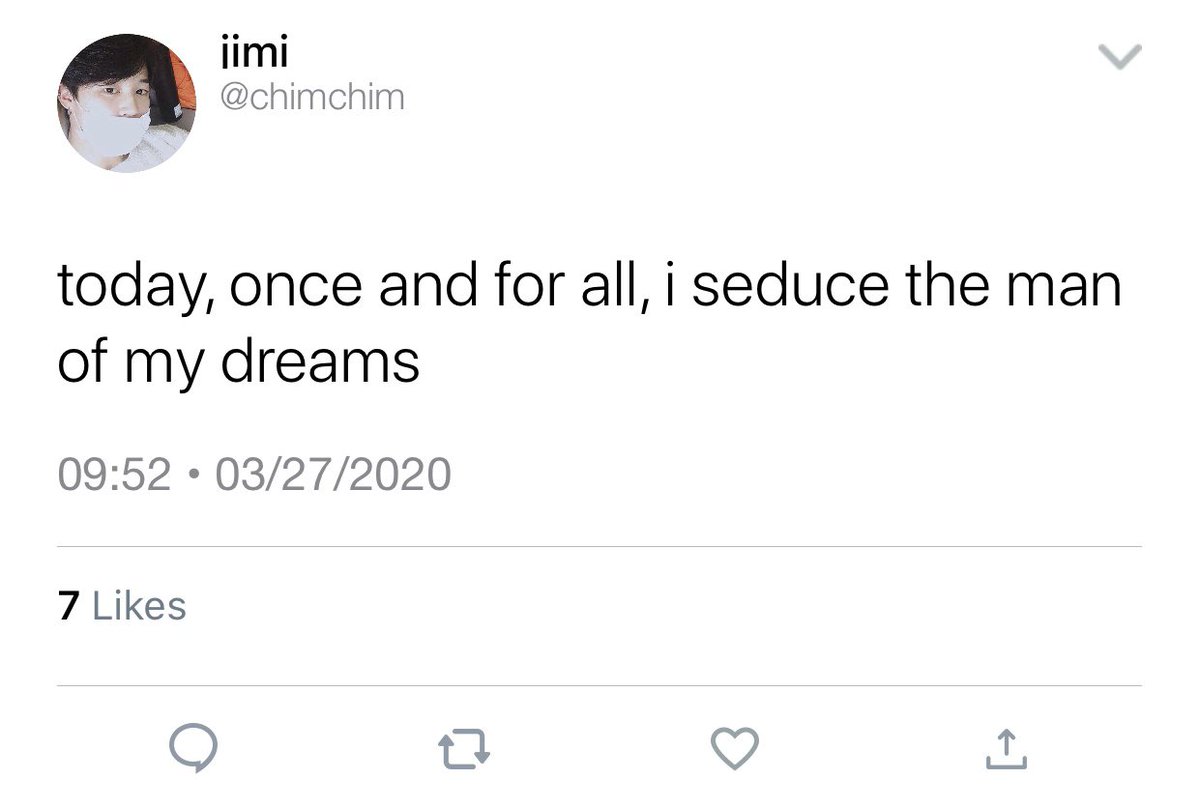 jimi
@chimchim
today, once and for all, i seduce the man
of my dreams
09:52 • 03/27/2020
7 Likes